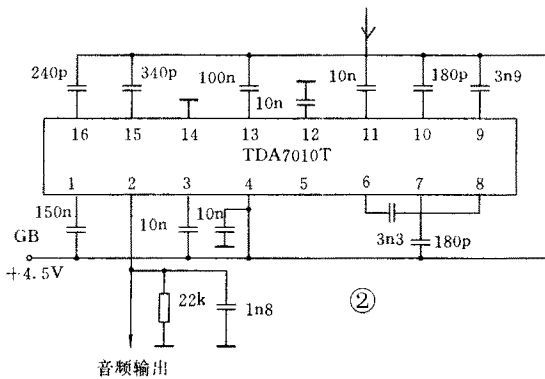 240p 340p 100n 10n 10n 180p 3n9
16 15 14 13 12 11 10 9
TDA7010T
1 2 3 4 5 6 7 8
150n 10n 10n 3n3 180p
GB
+4.5V
22k 1n8 ②
音频输出